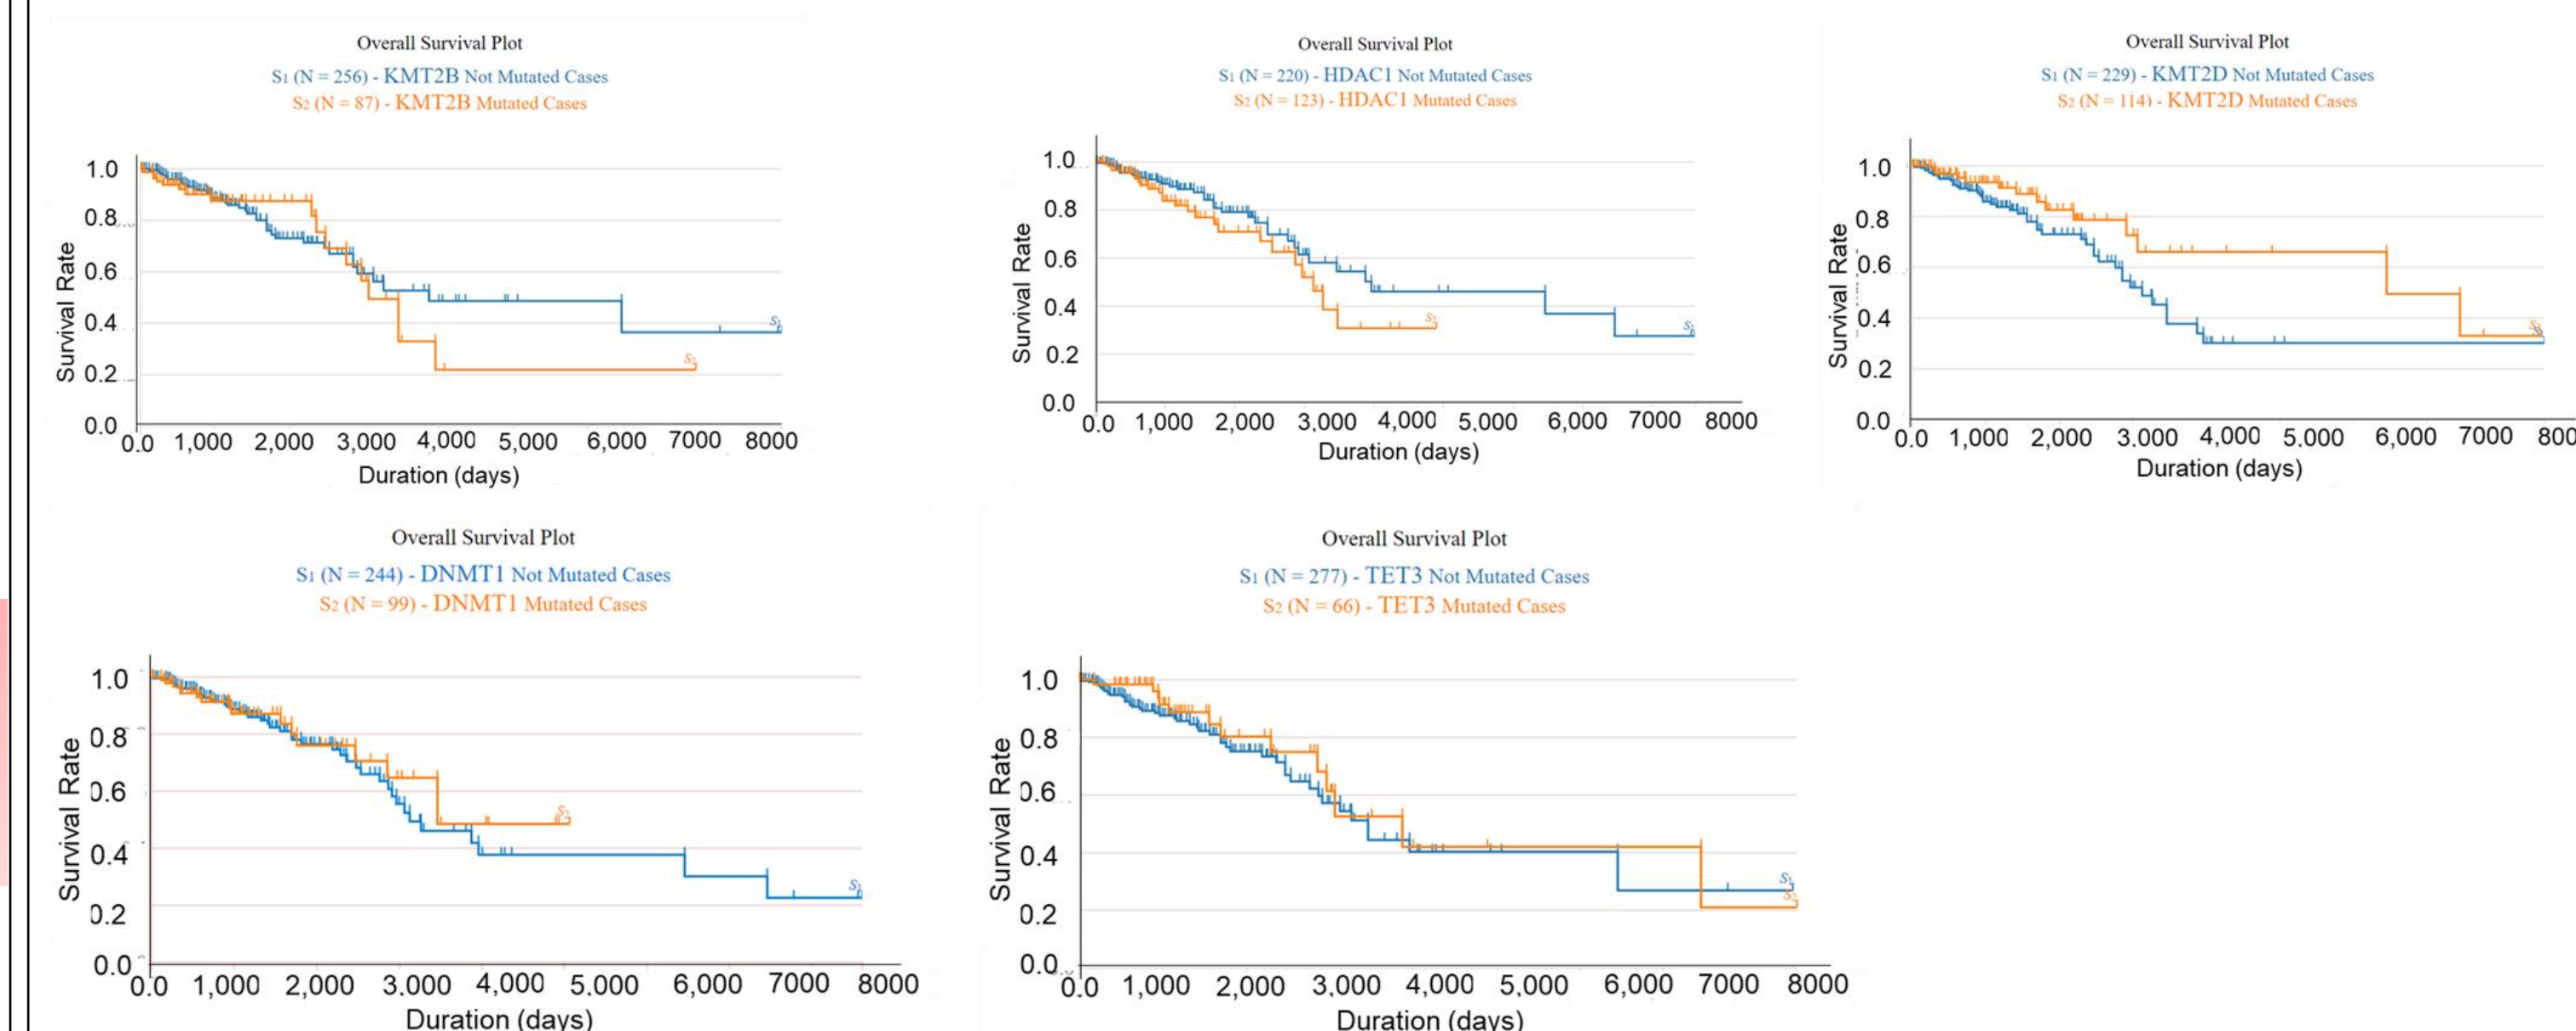 Overall Survival Plot
S1 (N = 256) - KMT2B Not Mutated Cases
S2 (N = 87) - KMT2B Mutated Cases
Survival Rate
1.0
0.8
0.6
0.4
0.2
0.0
S1
S2
0.0 1,000 2,000 3,000 4,000 5,000 6,000 7000 8000
Duration (days)
Overall Survival Plot
S1 (N = 220) - HDAC1 Not Mutated Cases
S2 (N = 123) - HDAC1 Mutated Cases
Survival Rate
1.0
0.8
0.6
0.4
0.2
0.0
S2
S1
0.0 1,000 2,000 3,000 4,000 5,000 6,000 7000 8000
Duration (days)
Overall Survival Plot
S1 (N = 229) - KMT2D Not Mutated Cases
S2 (N = 114) - KMT2D Mutated Cases
Survival Rate
1.0
0.8
0.6
0.4
0.2
0.0
0.0 1,000 2,000 3.000 4,000 5,000 6,000 7000 800
Duration (days)
Overall Survival Plot
S1 (N = 244) - DNMT1 Not Mutated Cases
S2 (N = 99) - DNMT1 Mutated Cases
Survival Rate
1.0
0.8
0.6
0.4
0.2
0.0
S2
S1
0.0 1,000 2,000 3.000 4,000 5,000 6,000 7000 8000
Duration (days)
Overall Survival Plot
S1 (N = 277) - TET3 Not Mutated Cases
S2 (N = 66) - TET3 Mutated Cases
Survival Rate
1.0
0.8
0.6
0.4
0.2
0.0
S1
S2
0.0 1,000 2,000 3,000 4,000 5,000 6,000 7000 8000
Duration (days)